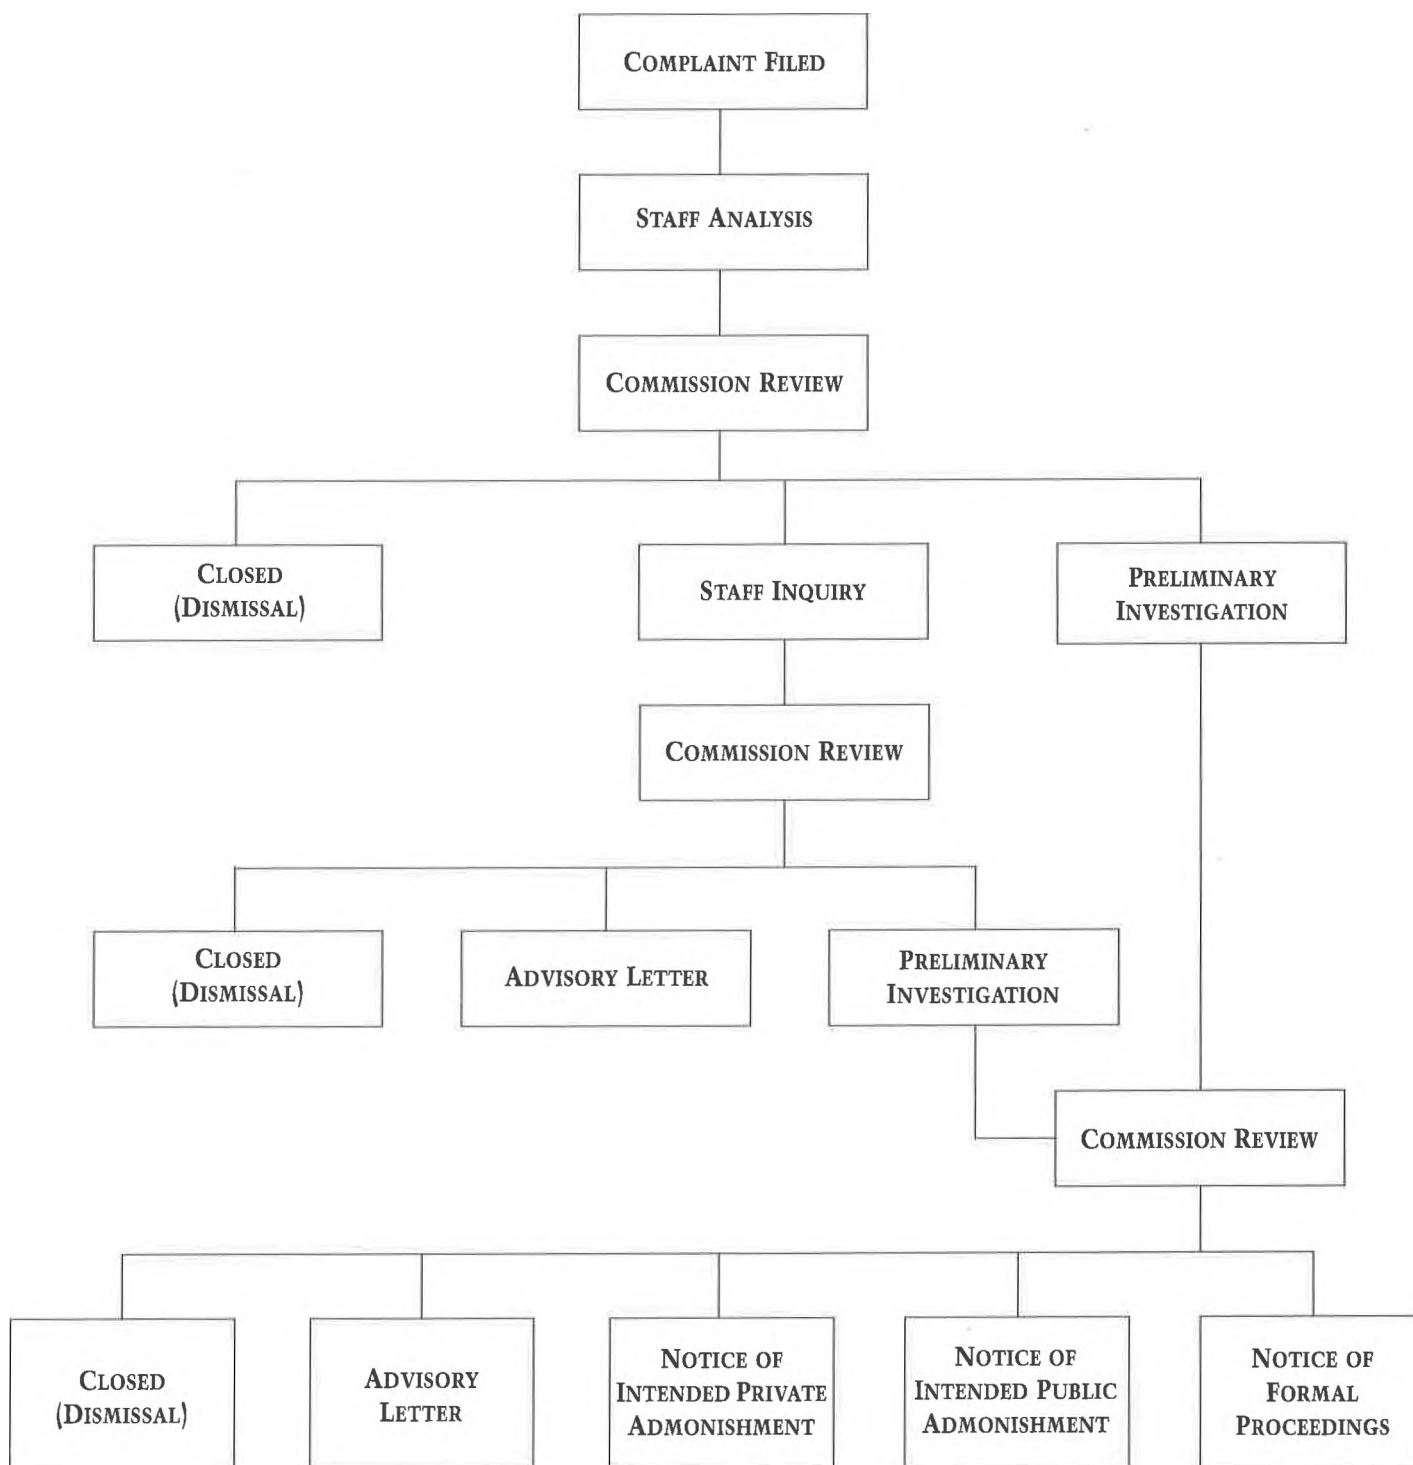 COMPLAINT FILED
STAFF ANALYSIS
COMMISSION REVIEW
CLOSED
(DISMISSAL)
STAFF INQUIRY
PRELIMINARY
INVESTIGATION
COMMISSION REVIEW
CLOSED
(DISMISSAL)
ADVISORY LETTER
PRELIMINARY
INVESTIGATION
COMMISSION REVIEW
CLOSED
(DISMISSAL)
ADVISORY
LETTER
NOTICE OF
INTENDED PRIVATE
ADMONISHMENT
NOTICE OF
INTENDED PUBLIC
ADMONISHMENT
NOTICE OF
FORMAL
PROCEEDINGS